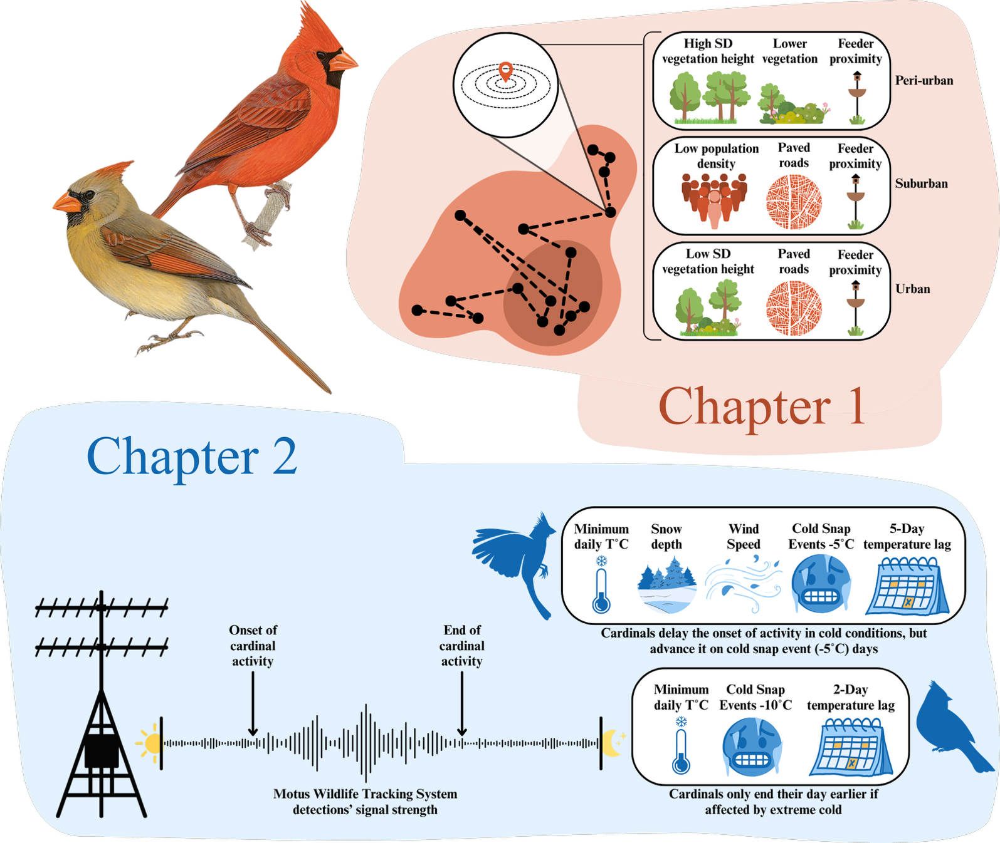 High SD
vegetation height
Lower
vegetation
Feeder
proximity
Peri-urban
Low population
density
Paved
roads
Feeder
proximity
Suburban
Low SD
vegetation height
Paved
roads
Feeder
proximity
Urban
Chapter 1
Chapter 2
Minimum
daily T˚C
Snow
depth
Wind
Speed
Cold Snap
Events -5˚C
5-Day
temperature lag
Cardinals delay the onset of activity in cold conditions, but
advance it on cold snap event (-5˚C) days
Onset of
cardinal
activity
End of
cardinal
activity
Motus Wildlife Tracking System
detections’ signal strength
Minimum
daily T˚C
Cold Snap
Events -10˚C
2-Day
temperature lag
Cardinals only end their day earlier if
affected by extreme cold